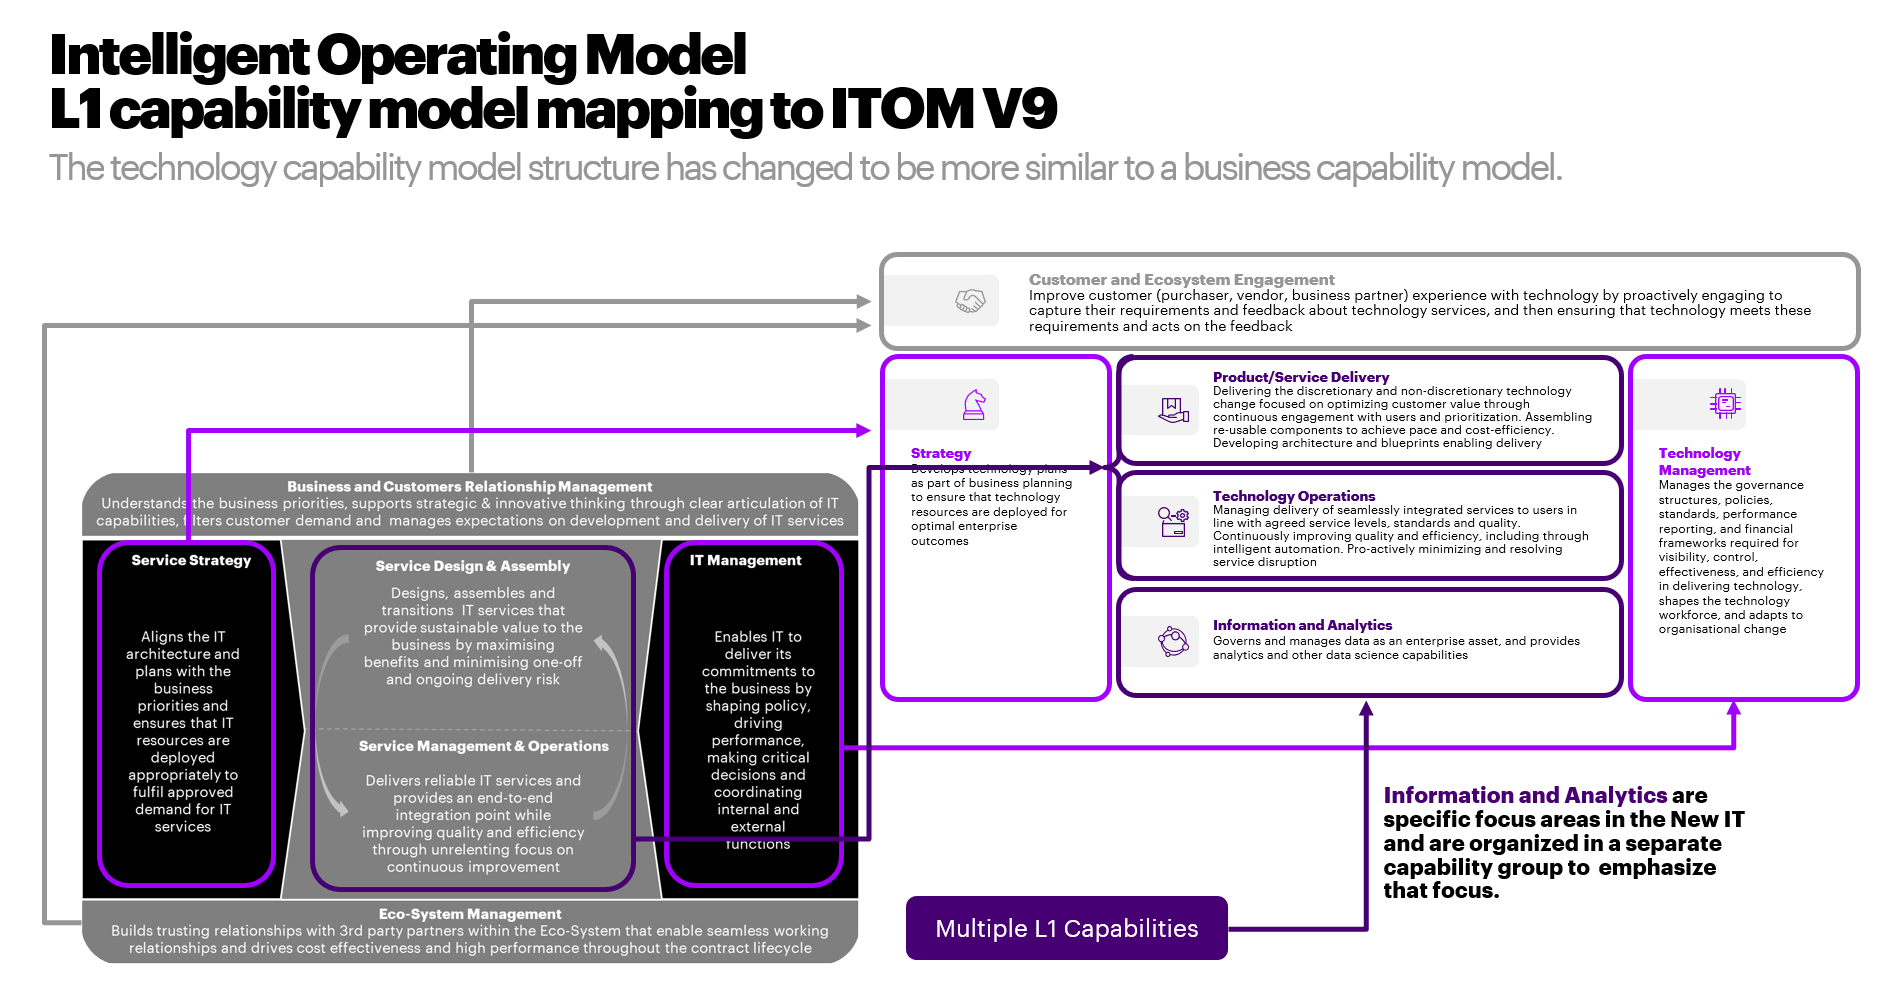 Intelligent Operating Model
L1 capability model mapping to ITOM V9
The technology capability model structure has changed to be more similar to a business capability model.
Customer and Ecosystem Engagement
Improve customer (purchaser, vendor, business partner) experience with technology by proactively engaging to
capture their requirements and feedback about technology services, and then ensuring that technology meets these
requirements and acts on the feedback
Strategy
Develops technology plans
as part of business planning
to ensure that technology
resources are deployed for
optimal enterprise
outcomes
Product/Service Delivery
Delivering the discretionary and non-discretionary technology
change focused on optimizing customer value through
continuous engagement with users and prioritization. Assembling
re-usable components to achieve pace and cost-efficiency.
Developing architecture and blueprints enabling delivery
Technology Operations
Managing delivery of seamlessly integrated services to users in
line with agreed service levels, standards and quality.
Continuously improving quality and efficiency, including through
intelligent automation. Pro-actively minimizing and resolving
service disruption
Information and Analytics
Governs and manages data as an enterprise asset, and provides
analytics and other data science capabilities
Technology
Management
Manages the governance
structures, policies,
standards, performance
reporting, and financial
frameworks required for
visibility, control,
effectiveness, and efficiency
in delivering technology,
shapes the technology
workforce, and adapts to
organisational change
Business and Customers Relationship Management
Understands the business priorities, supports strategic & innovative thinking through clear articulation of IT
capabilities, filters customer demand and  manages expectations on development and delivery of IT services
Service Strategy
Aligns the IT
architecture and
plans with the
business
priorities and
ensures that IT
resources are
deployed
appropriately to
fulfil approved
demand for IT
services
Service Design & Assembly
Designs, assembles and
transitions  IT services that
provide sustainable value to the
business by maximising
benefits and minimising one-off
and ongoing delivery risk
Service Management & Operations
Delivers reliable IT services and
provides an end-to-end
integration point while
improving quality and efficiency
through unrelenting focus on
continuous improvement
IT Management
Enables IT to
deliver its
commitments to
the business by
shaping policy,
driving
performance,
making critical
decisions and
coordinating
internal and
external
functions
Eco-System Management
Builds trusting relationships with 3rd party partners within the Eco-System that enable seamless working
relationships and drives cost effectiveness and high performance throughout the contract lifecycle
Information and Analytics are
specific focus areas in the New IT
and are organized in a separate
capability group to  emphasize
that focus.
Multiple L1 Capabilities